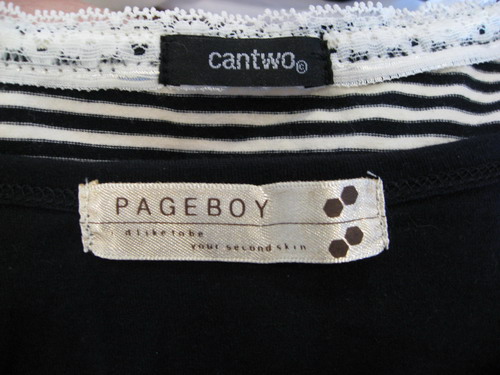 cantwo©
PAGEBOY
i'd like to be
your second skin